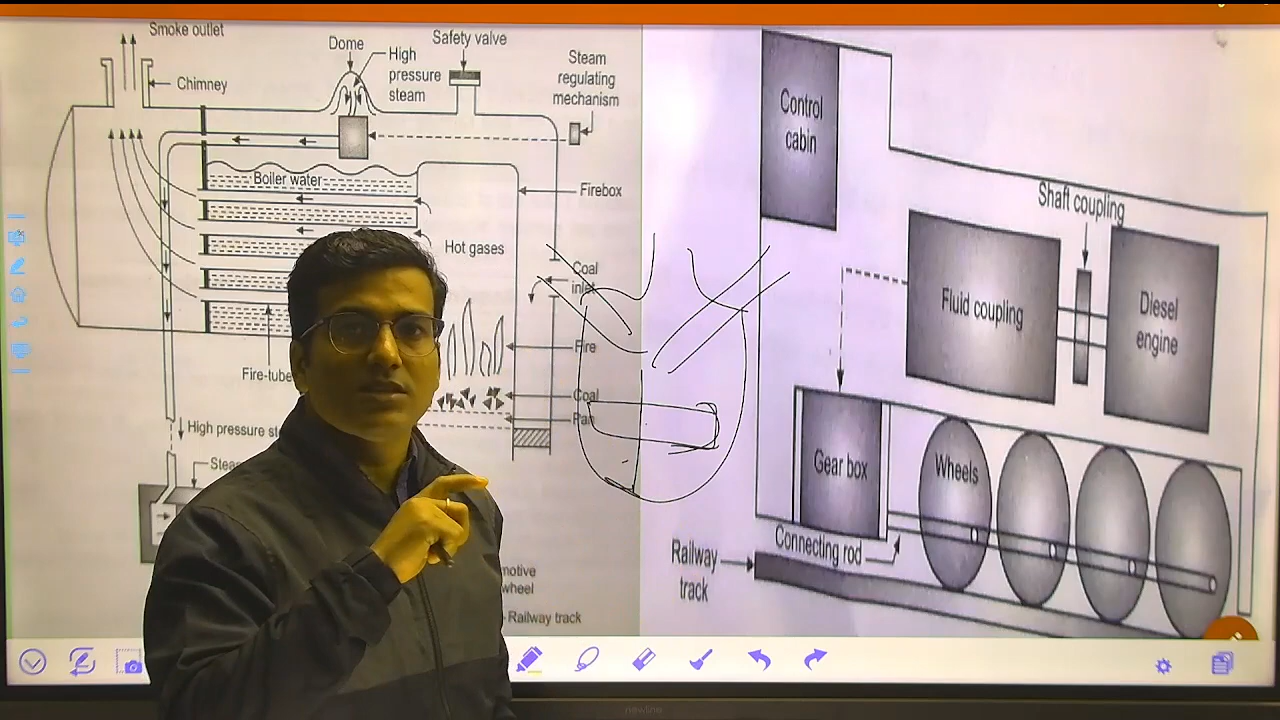 Smoke outlet
Chimney
Dome
High
pressure
steam
Safety valve
Steam
regulating
mechanism
Boiler water
Firebox
Hot gases
Coal
inlet
Fire
Fire-tube
Coal
Pan
High pressure
Railway track
Control
cabin
Shaft coupling
Fluid coupling
Diesel
engine
Gear box
Wheels
Connecting rod
Railway
track